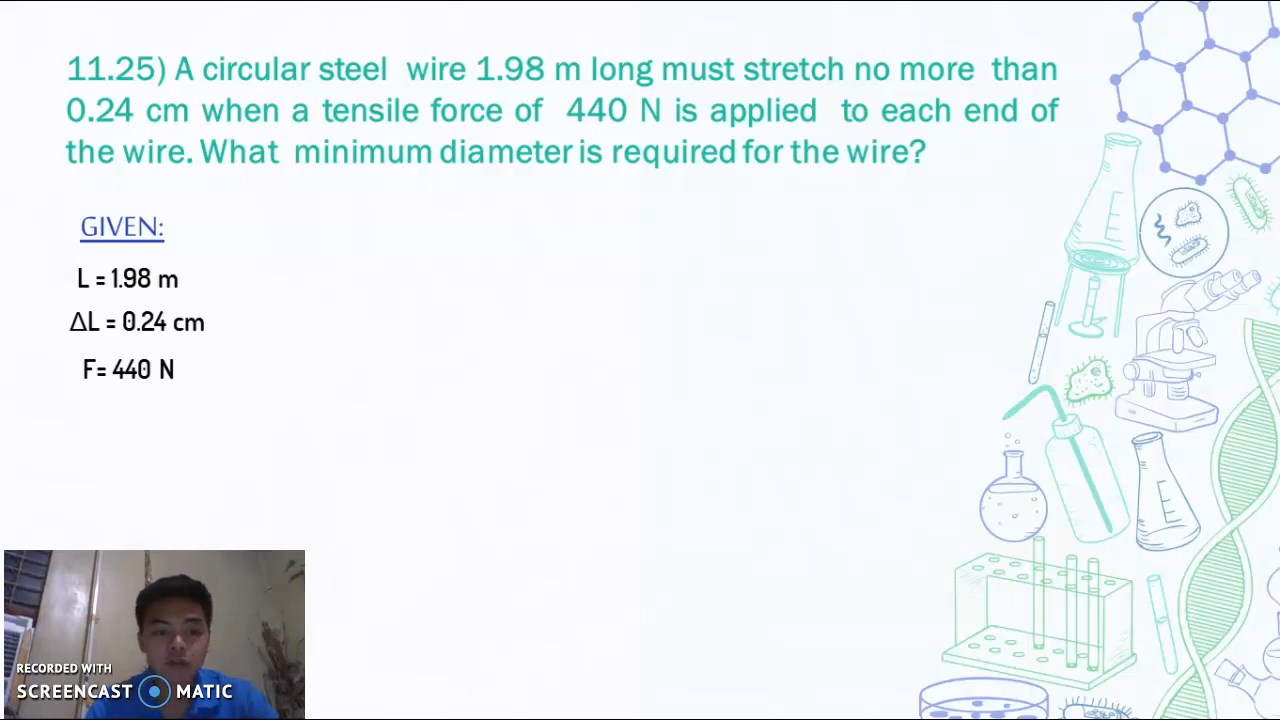 11.25) A circular steel wire 1.98 m long must stretch no more than
0.24 cm when a tensile force of 440 N is applied to each end of
the wire. What minimum diameter is required for the wire?
GIVEN:
L = 1.98 m
ΔL = 0.24 cm
F= 440 N
RECORDED WITH
SCREENCAST MATIC